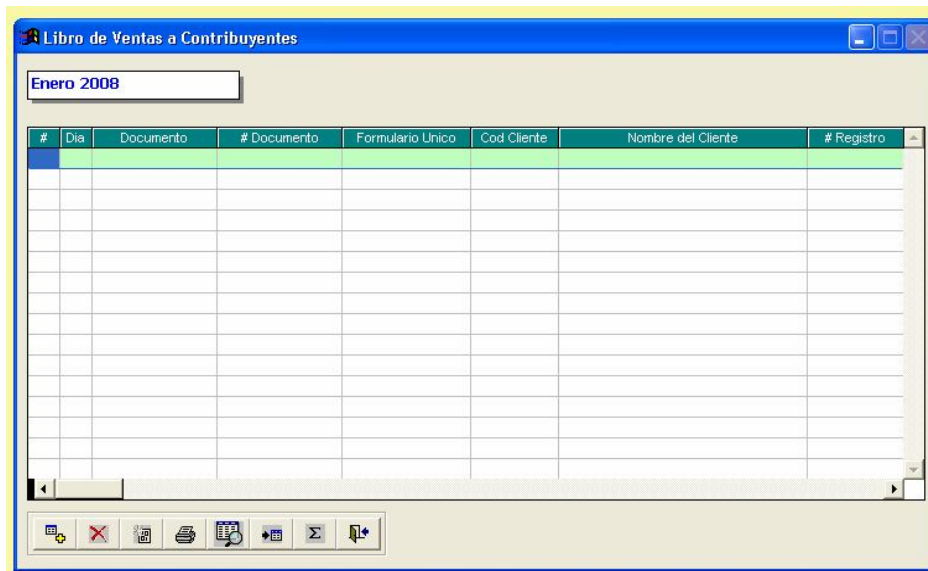 Libro de Ventas a Contribuyentes
Enero 2008
# Dia Documento # Documento Formulario Unico Cod Cliente Nombre del Cliente # Registro
Σ